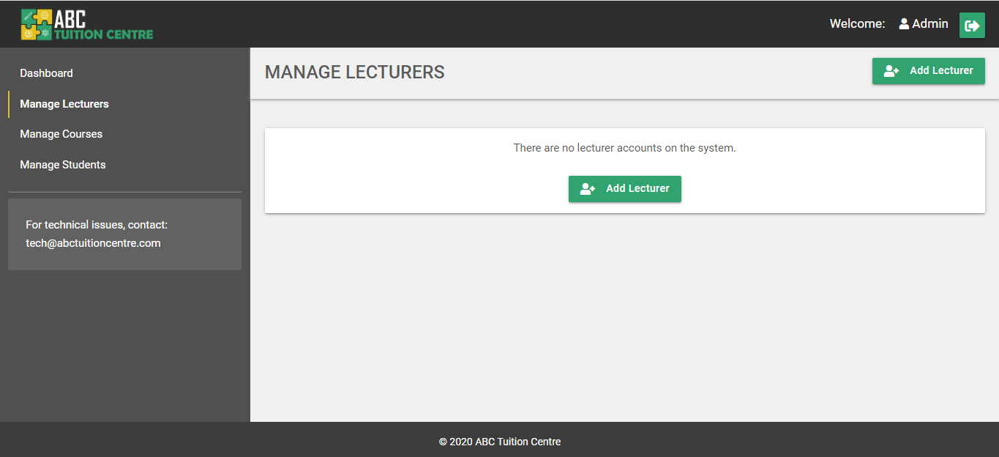 ABC
TUITION CENTRE
Welcome: Admin
Dashboard
Manage Lecturers
Manage Courses
Manage Students
For technical issues, contact:
tech@abctuitioncentre.com
MANAGE LECTURERS
Add Lecturer
There are no lecturer accounts on the system.
Add Lecturer
© 2020 ABC Tuition Centre